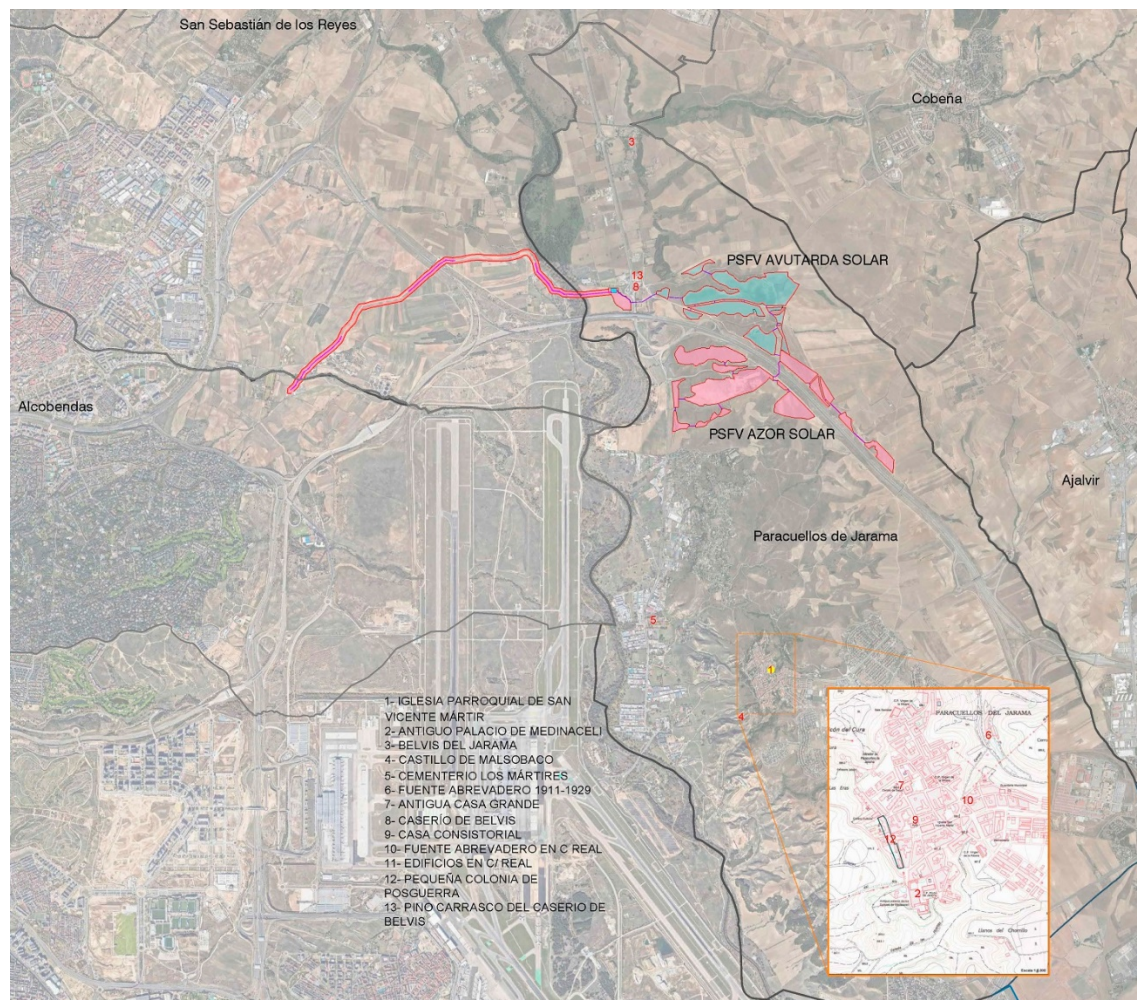 San Sebastián de los Reyes
Cobeña
3
13
8
PSFV AVUTARDA SOLAR
Alcobendas
PSFV AZOR SOLAR
Ajalvir
Paracuellos de Jarama
5
1
4
1- IGLESIA PARROQUIAL DE SAN
VICENTE MÁRTIR
2- ANTIGUO PALACIO DE MEDINACELI
3- BELVIS DEL JARAMA
4- CASTILLO DE MALSOBACO
5- CEMENTERIO LOS MÁRTIRES
6- FUENTE ABREVADERO 1911-1929
7- ANTIGUA CASA GRANDE
8- CASERÍO DE BELVIS
9- CASA CONSISTORIAL
10- FUENTE ABREVADERO EN C REAL
11- EDIFICIOS EN C/ REAL
12- PEQUEÑA COLONIA DE
POSGUERRA
13- PINO CARRASCO DEL CASERIO DE
BELVIS
PARACUELLOS DEL JARAMA
6
7
10
9
12
2